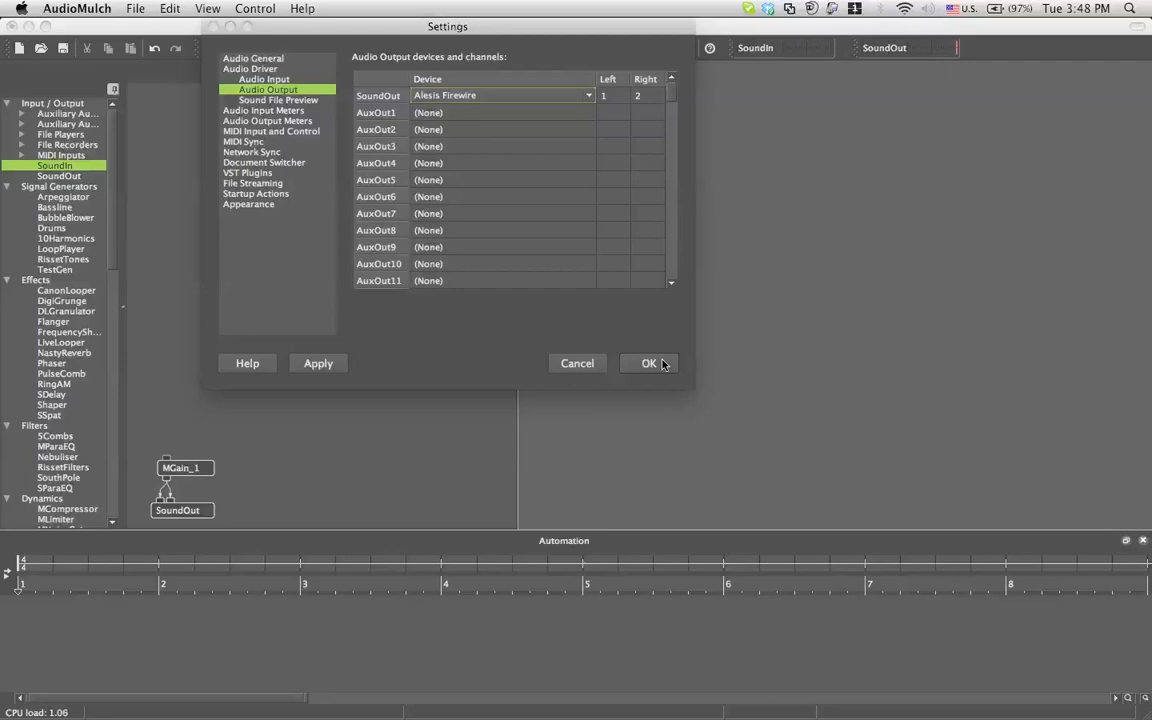 AudioMulch File Edit View Control Help U.S. (97%) Tue 3:48 PM
Settings
SoundIn SoundOut
Audio General
Audio Driver
Audio Input
Audio Output
Sound File Preview
Audio Input Meters
Audio Output Meters
MIDI Input and Control
MIDI Sync
Network Sync
Document Switcher
VST Plugins
File Streaming
Startup Actions
Appearance
Audio Output devices and channels:
Device Left Right
SoundOut Alesis Firewire 1 2
AuxOut1 (None)
AuxOut2 (None)
AuxOut3 (None)
AuxOut4 (None)
AuxOut5 (None)
AuxOut6 (None)
AuxOut7 (None)
AuxOut8 (None)
AuxOut9 (None)
AuxOut10 (None)
AuxOut11 (None)
Help Apply Cancel OK
Input / Output
Auxiliary Au...
Auxiliary Au...
File Players
File Recorders
MIDI Inputs
SoundIn
SoundOut
Signal Generators
Arpeggiator
Bassline
BubbleBlower
Drums
10Harmonics
LoopPlayer
RissetTones
TestGen
Effects
CanonLooper
DigiGrunge
DLGranulator
Flanger
FrequencySh...
LiveLooper
NastyReverb
Phaser
PulseComb
RingAM
SDelay
Shaper
SSpat
Filters
5Combs
MParaEQ
Nebuliser
RissetFilters
SouthPole
SParaEQ
Dynamics
MCompressor
MLimiter
MGain_1
SoundOut
Automation
4
4
1 2 3 4 5 6 7 8
CPU load: 1.06